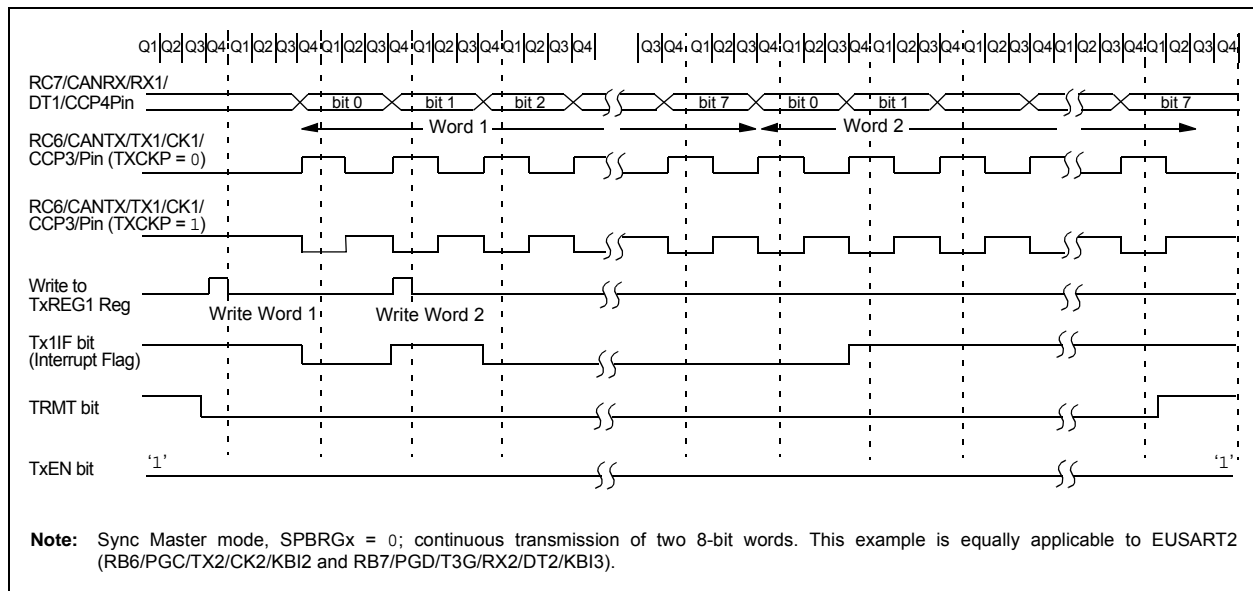 Q1 Q2 Q3 Q4 Q1 Q2 Q3 Q4 Q1 Q2 Q3 Q4 Q1 Q2 Q3 Q4 Q1 Q2 Q3 Q4 Q3 Q4 Q1 Q2 Q3 Q4 Q1 Q2 Q3 Q4 Q1 Q2 Q3 Q4 Q1 Q2 Q3 Q4 Q1 Q2 Q3 Q4 Q1 Q2 Q3 Q4
RC7/CANRX/RX1/
DT1/CCP4Pin
bit 0 bit 1 bit 2 bit 7 bit 0 bit 1 bit 7
Word 1 Word 2
RC6/CANTX/TX1/CK1/
CCP3/Pin (TXCKP = 0)
RC6/CANTX/TX1/CK1/
CCP3/Pin (TXCKP = 1)
Write to
TxREG1 Reg
Write Word 1 Write Word 2
Tx1IF bit
(Interrupt Flag)
TRMT bit
TxEN bit
‘1’ ‘1’
Note: Sync Master mode, SPBRGx = 0; continuous transmission of two 8-bit words. This example is equally applicable to EUSART2
(RB6/PGC/TX2/CK2/KBI2 and RB7/PGD/T3G/RX2/DT2/KBI3).